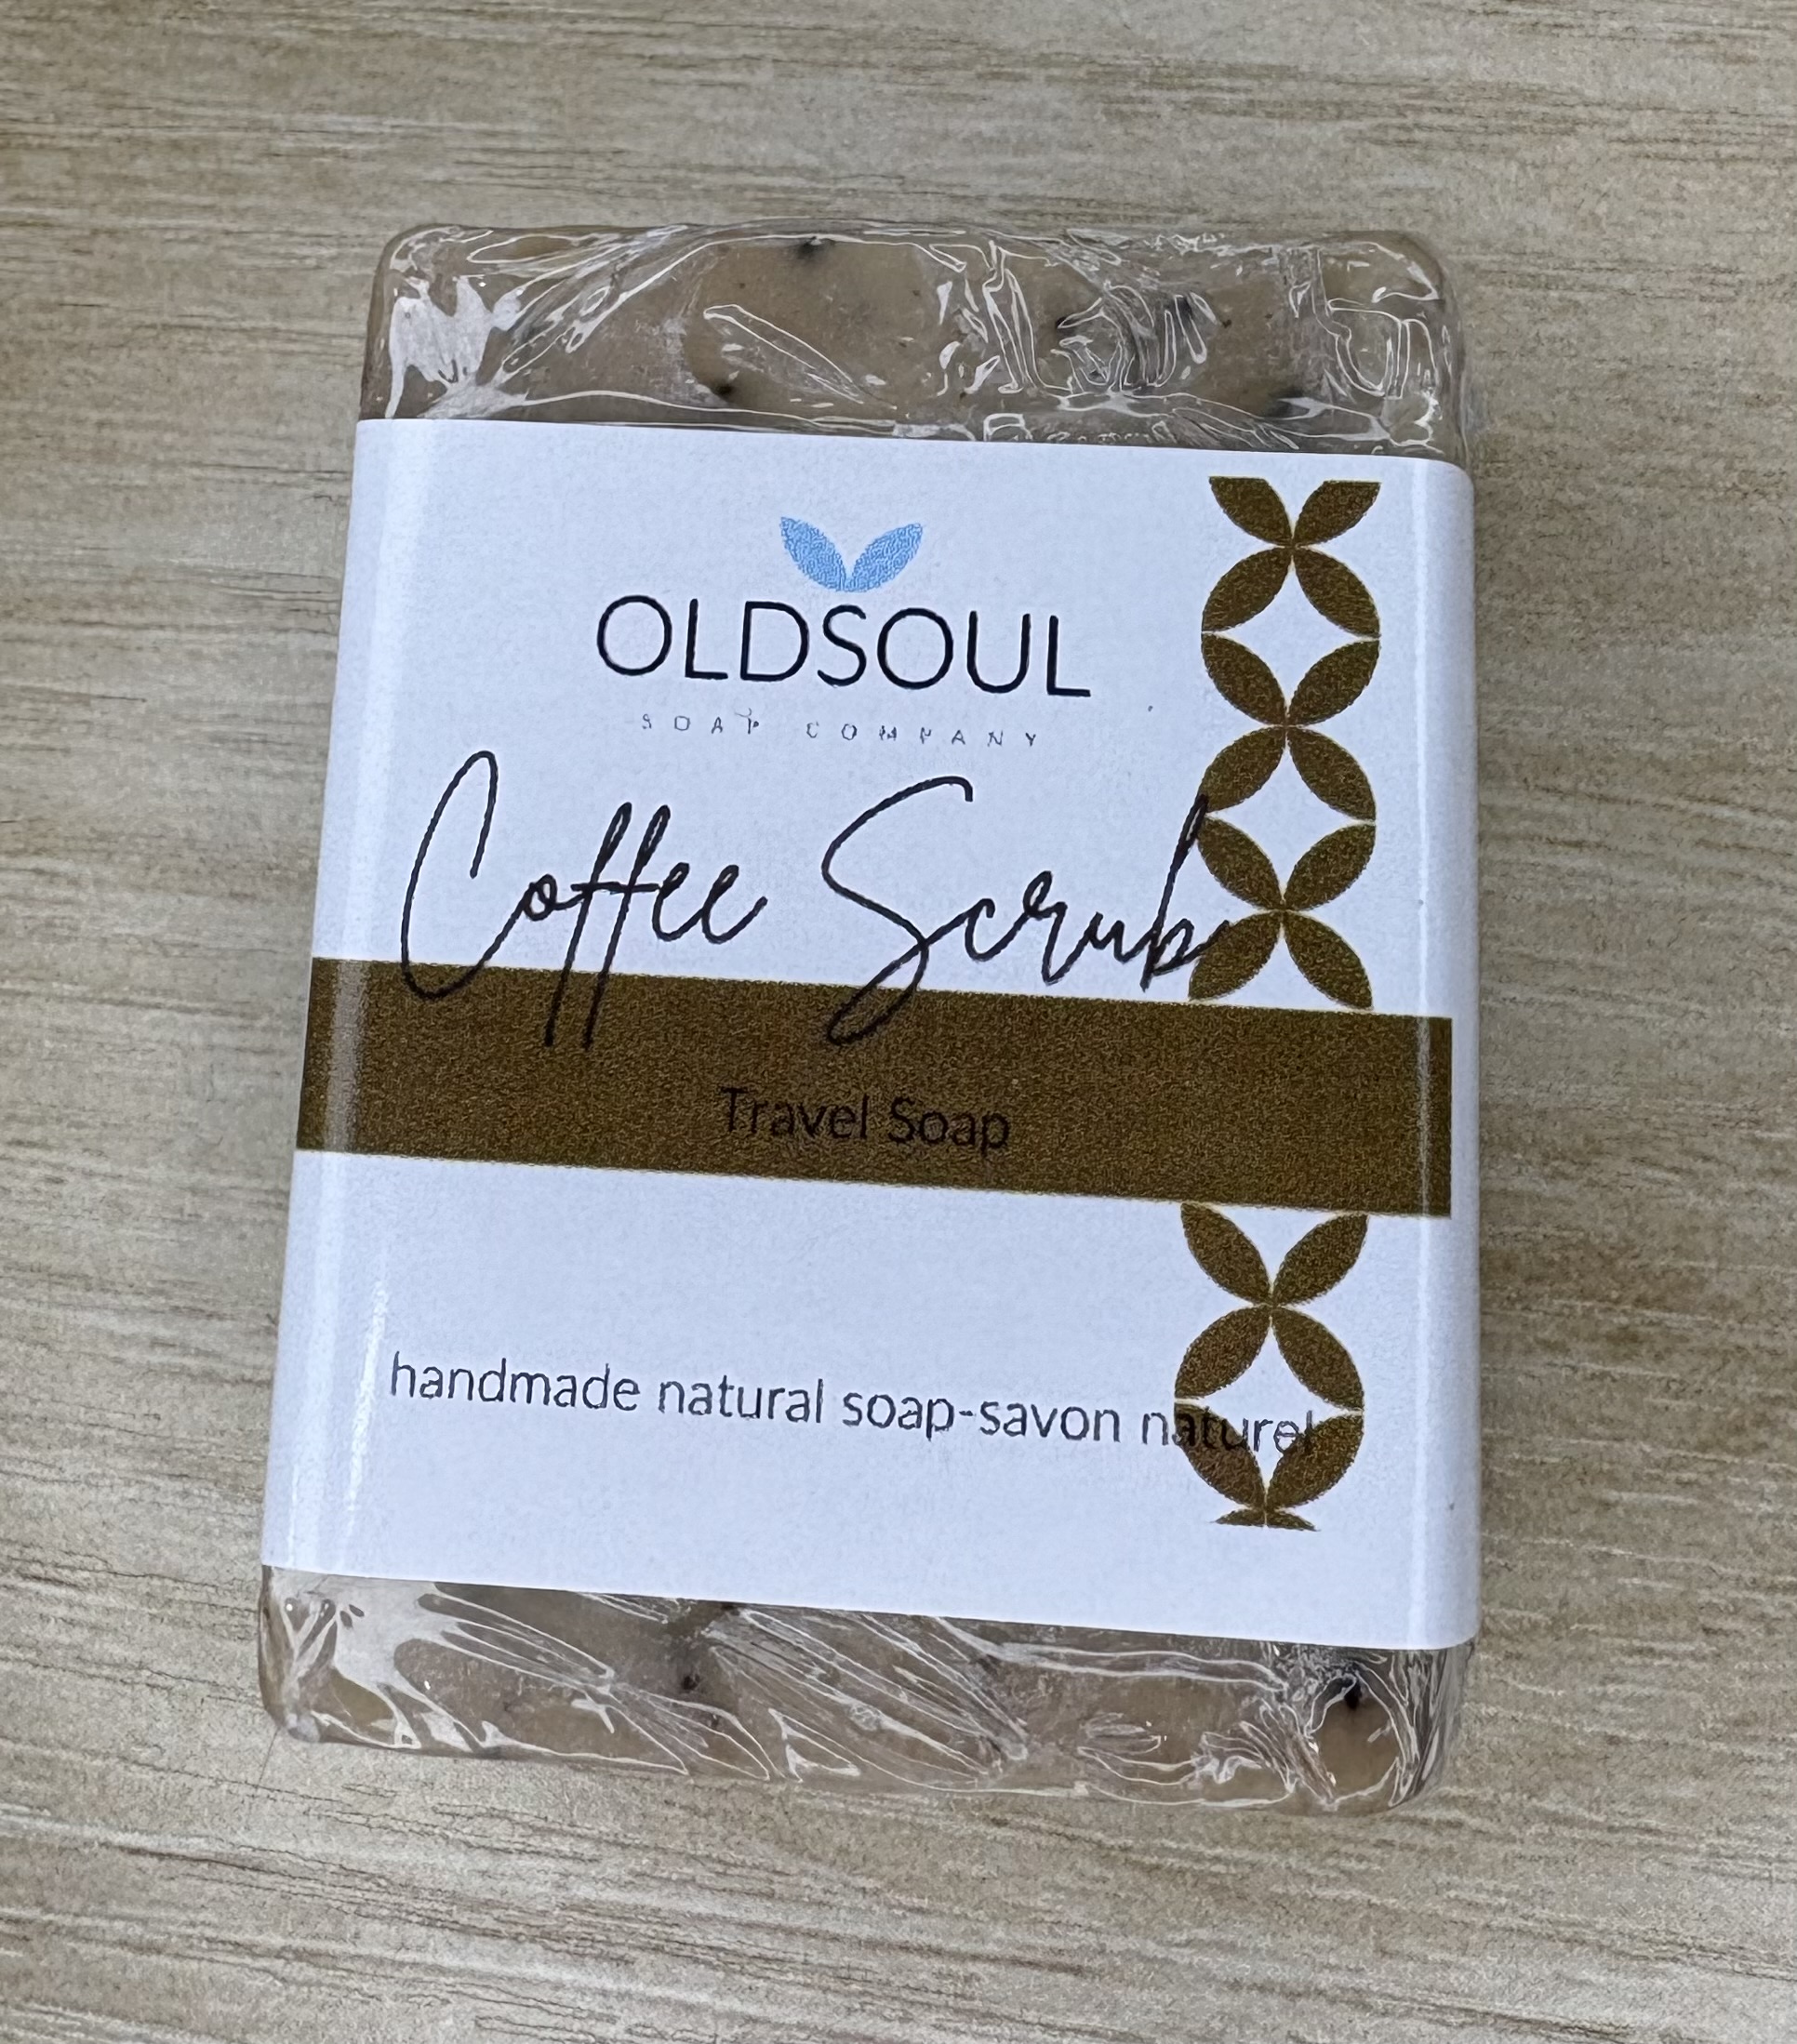 OLDSOUL
SOAP COMPANY
Coffee Scrub
Travel Soap
handmade natural soap-savon naturel